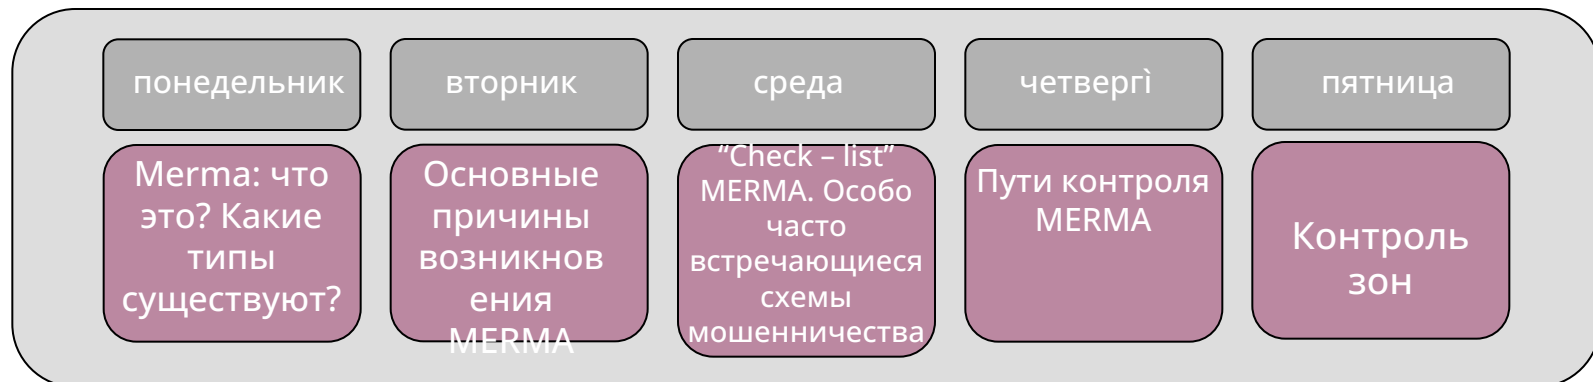 понедельник
вторник
среда
четвергì
пятница
Merma: что
это? Какие
типы
существуют?
Основные
причины
возникнов
ения
MERMA
“Check – list”
MERMA. Особо
часто
встречающиеся
схемы
мошенничества
Пути контроля
MERMA
Контроль
зон